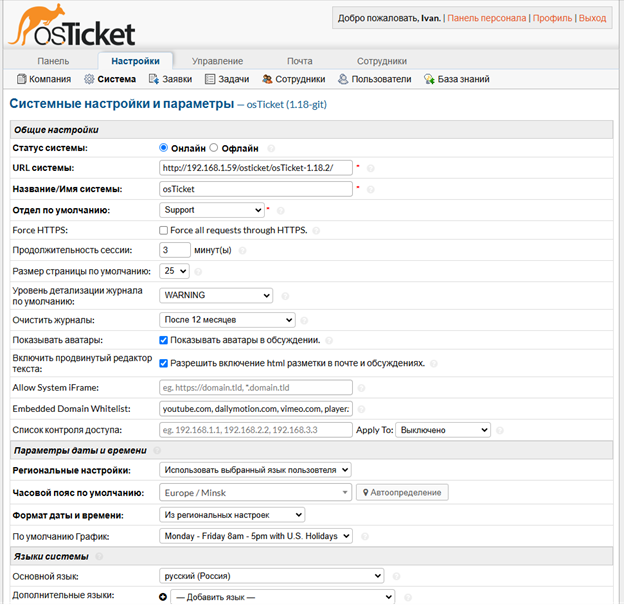 osTicket
Добро пожаловать, Ivan. | Панель персонала | Профиль | Выход
Панель Настройки Управление Почта Сотрудники
Компания Система Заявки Задачи Сотрудники Пользователи База знаний
Системные настройки и параметры — osTicket (1.18-git)
Общие настройки
Статус системы: Онлайн Офлайн
URL системы: http://192.168.1.59/osticket/osTicket-1.18.2/ *
Название/Имя системы: osTicket *
Отдел по умолчанию: Support *
Force HTTPS: Force all requests through HTTPS.
Продолжительность сессии: 3 минут(ы)
Размер страницы по умолчанию: 25
Уровень детализации журнала
по умолчанию: WARNING
Очистить журналы: После 12 месяцев
Показывать аватары: Показывать аватары в обсуждении.
Включить продвинутый редактор
текста: Разрешить включение html разметки в почте и обсуждениях.
Allow System iFrame: eg. https://domain.tld, *.domain.tld
Embedded Domain Whitelist: youtube.com, dailymotion.com, vimeo.com, player.
Список контроля доступа: eg. 192.168.1.1, 192.168.2.2, 192.168.3.3 Apply To: Выключено
Параметры даты и времени
Региональные настройки: Использовать выбранный язык пользователя
Часовой пояс по умолчанию: Europe / Minsk Автоопределение
Формат даты и времени: Из региональных настроек
По умолчанию График: Monday - Friday 8am - 5pm with U.S. Holidays
Языки системы
Основной язык: русский (Россия)
Дополнительные языки: — Добавить язык —